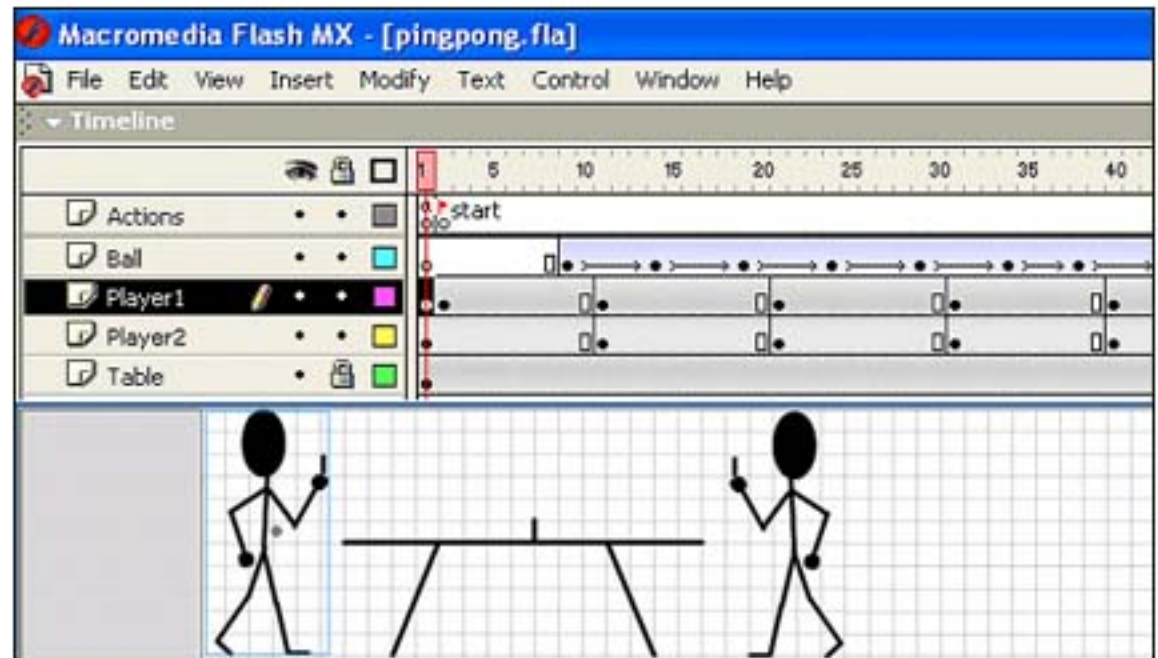 Macromedia Flash MX - [pingpong.fla]
File Edit View Insert Modify Text Control Window Help
Timeline
1 5 10 15 20 25 30 35 40
Actions start
Ball
Player1
Player2
Table